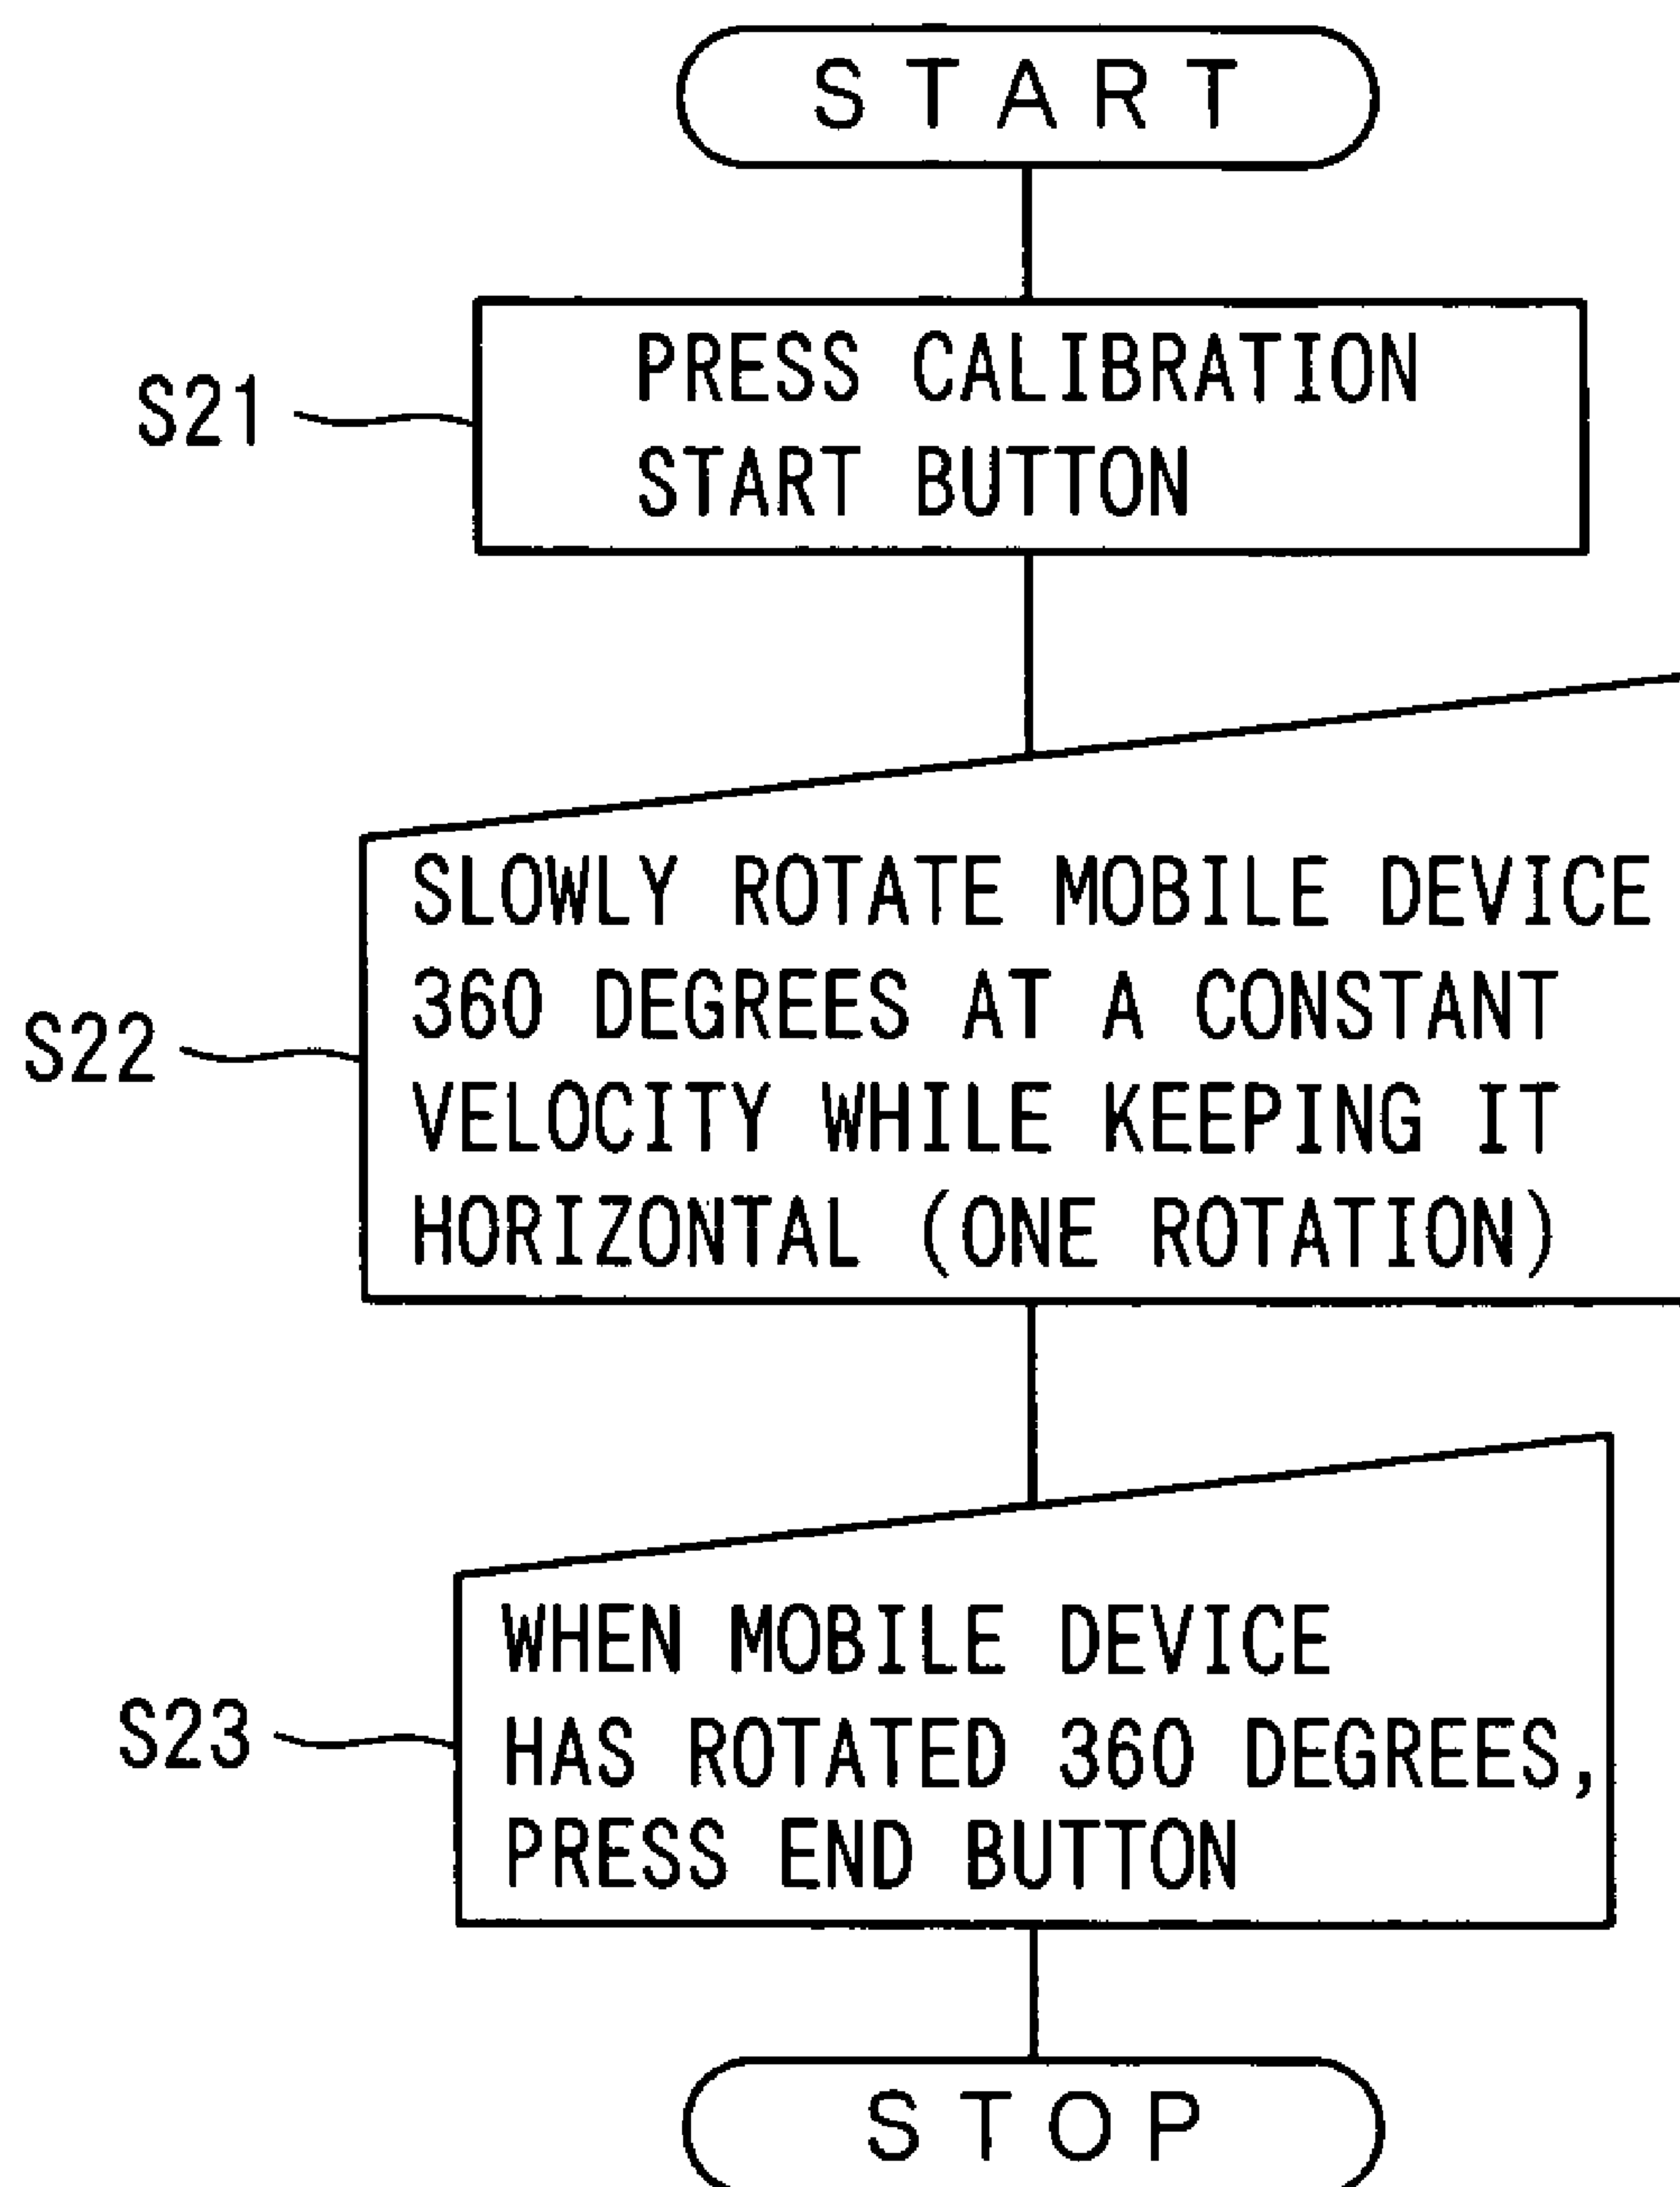 START
S21
PRESS CALIBRATION
START BUTTON
S22
SLOWLY ROTATE MOBILE DEVICE
360 DEGREES AT A CONSTANT
VELOCITY WHILE KEEPING IT
HORIZONTAL (ONE ROTATION)
S23
WHEN MOBILE DEVICE
HAS ROTATED 360 DEGREES,
PRESS END BUTTON
STOP